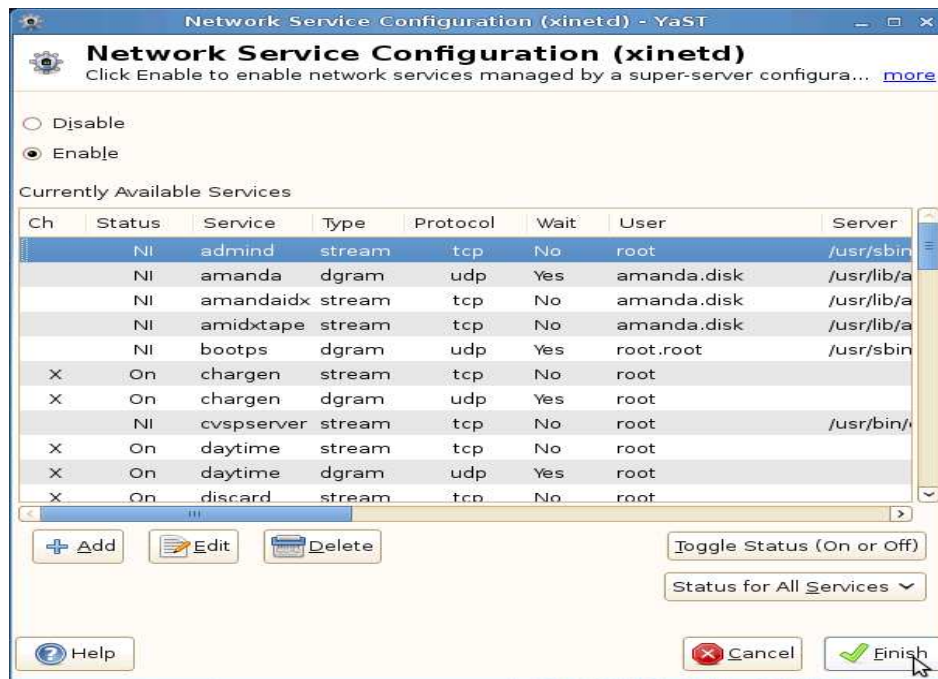 Network Service Configuration (xinetd) - YaST
Network Service Configuration (xinetd)
Click Enable to enable network services managed by a super-server configura... more
Disable
Enable
Currently Available Services
Ch Status Service Type Protocol Wait User Server
NI admind stream tcp No root /usr/sbin
NI amanda dgram udp Yes amanda.disk /usr/lib/a
NI amandaidx stream tcp No amanda.disk /usr/lib/a
NI amidxtape stream tcp No amanda.disk /usr/lib/a
NI bootps dgram udp Yes root.root /usr/sbin
X On chargen stream tcp No root
X On chargen dgram udp Yes root
NI cvspserver stream tcp No root /usr/bin/
X On daytime stream tcp No root
X On daytime dgram udp Yes root
X On discard stream tcp No root
Add Edit Delete Toggle Status (On or Off)
Status for All Services
Help Cancel Finish